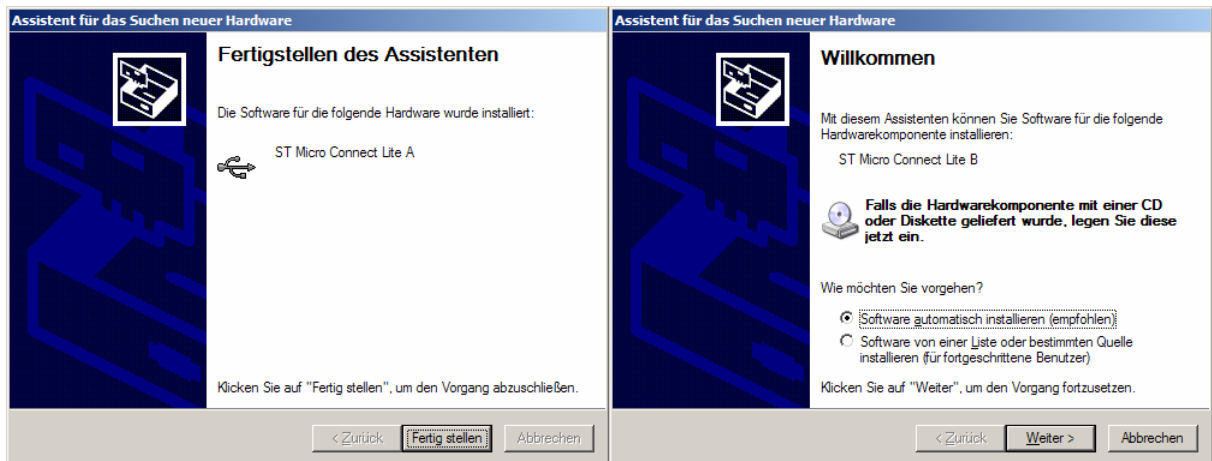 Assistent für das Suchen neuer Hardware
Fertigstellen des Assistenten
Die Software für die folgende Hardware wurde installiert:
ST Micro Connect Lite A
Klicken Sie auf "Fertig stellen", um den Vorgang abzuschließen.
< Zurück
Fertig stellen
Abbrechen
Assistent für das Suchen neuer Hardware
Willkommen
Mit diesem Assistenten können Sie Software für die folgende
Hardwarekomponente installieren:
ST Micro Connect Lite B
Falls die Hardwarekomponente mit einer CD
oder Diskette geliefert wurde, legen Sie diese
jetzt ein.
Wie möchten Sie vorgehen?
Software automatisch installieren (empfohlen)
Software von einer Liste oder bestimmten Quelle
installieren (für fortgeschrittene Benutzer)
Klicken Sie auf "Weiter", um den Vorgang fortzusetzen.
< Zurück
Weiter >
Abbrechen